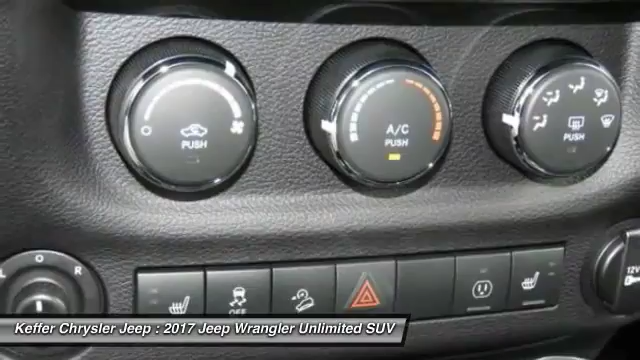 PUSH
A/C
PUSH
PUSH
L O R
OFF
12V
Keffer Chrysler Jeep : 2017 Jeep Wrangler Unlimited SUV